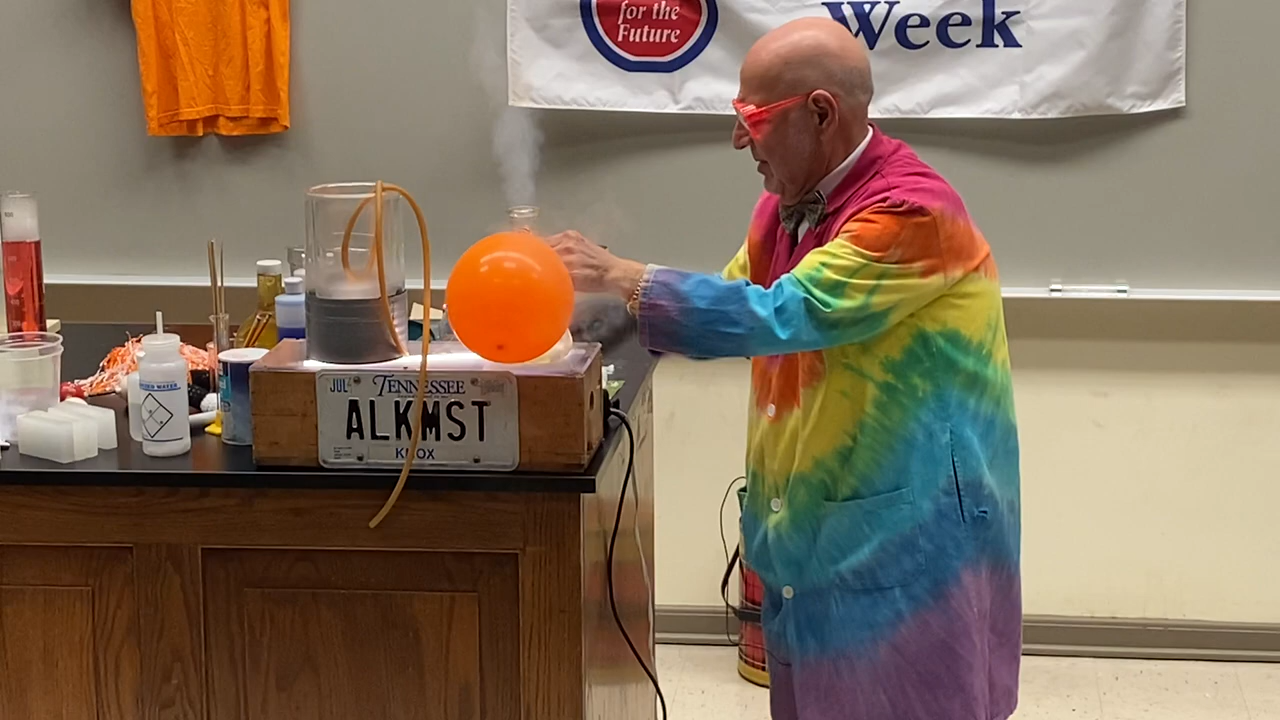 for the
Future
Week
JUL
TENNESSEE
ALKMST
KNOX